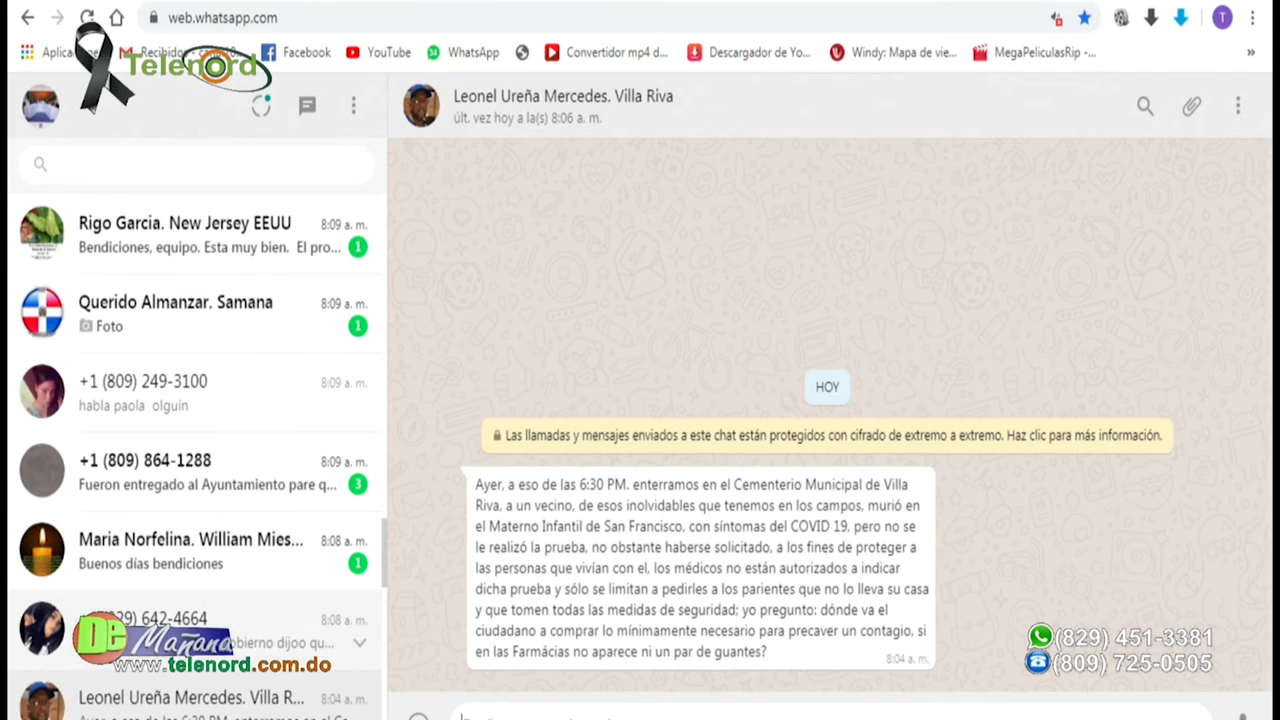 web.whatsapp.com
T
Facebook
YouTube
WhatsApp
Convertidor mp4 d...
Descargador de Yo...
Windy: Mapa de vie...
MegaPeliculasRip -...
»
Telenord
Leonel Ureña Mercedes. Villa Riva
últ. vez hoy a la(s) 8:06 a. m.
Rigo Garcia. New Jersey EEUU
8:09 a. m.
Bendiciones, equipo. Esta muy bien. El pro...
1
Querido Almanzar. Samana
8:09 a. m.
Foto
1
+1 (809) 249-3100
8:09 a. m.
habla paola olguín
+1 (809) 864-1288
8:09 a. m.
Fueron entregado al Ayuntamiento pare q...
3
Maria Norfelina. William Mies...
8:08 a. m.
Buenos días bendiciones
1
642-4664
8:08 a. m.
dijoo qu...
Leonel Ureña Mercedes. Villa R...
8:04 a. m.
HOY
Las llamadas y mensajes enviados a este chat están protegidos con cifrado de extremo a extremo. Haz clic para más información.
Ayer, a eso de las 6:30 PM. enterramos en el Cementerio Municipal de Villa
Riva, a un vecino, de esos inolvidables que tenemos en los campos, murió en
el Materno Infantil de San Francisco, con síntomas del COVID 19, pero no se
le realizó la prueba, no obstante haberse solicitado, a los fines de proteger a
las personas que vivían con el, los médicos no están autorizados a indicar
dicha prueba y sólo se limitan a pedirles a los parientes que no lo lleva su casa
y que tomen todas las medidas de seguridad; yo pregunto: dónde va el
ciudadano a comprar lo mínimamente necesario para precaver un contagio, si
en las Farmácias no aparece ni un par de guantes?
8:04 a. m.
De Mañana
www.telenord.com.do
(829) 451-3381
(809) 725-0505